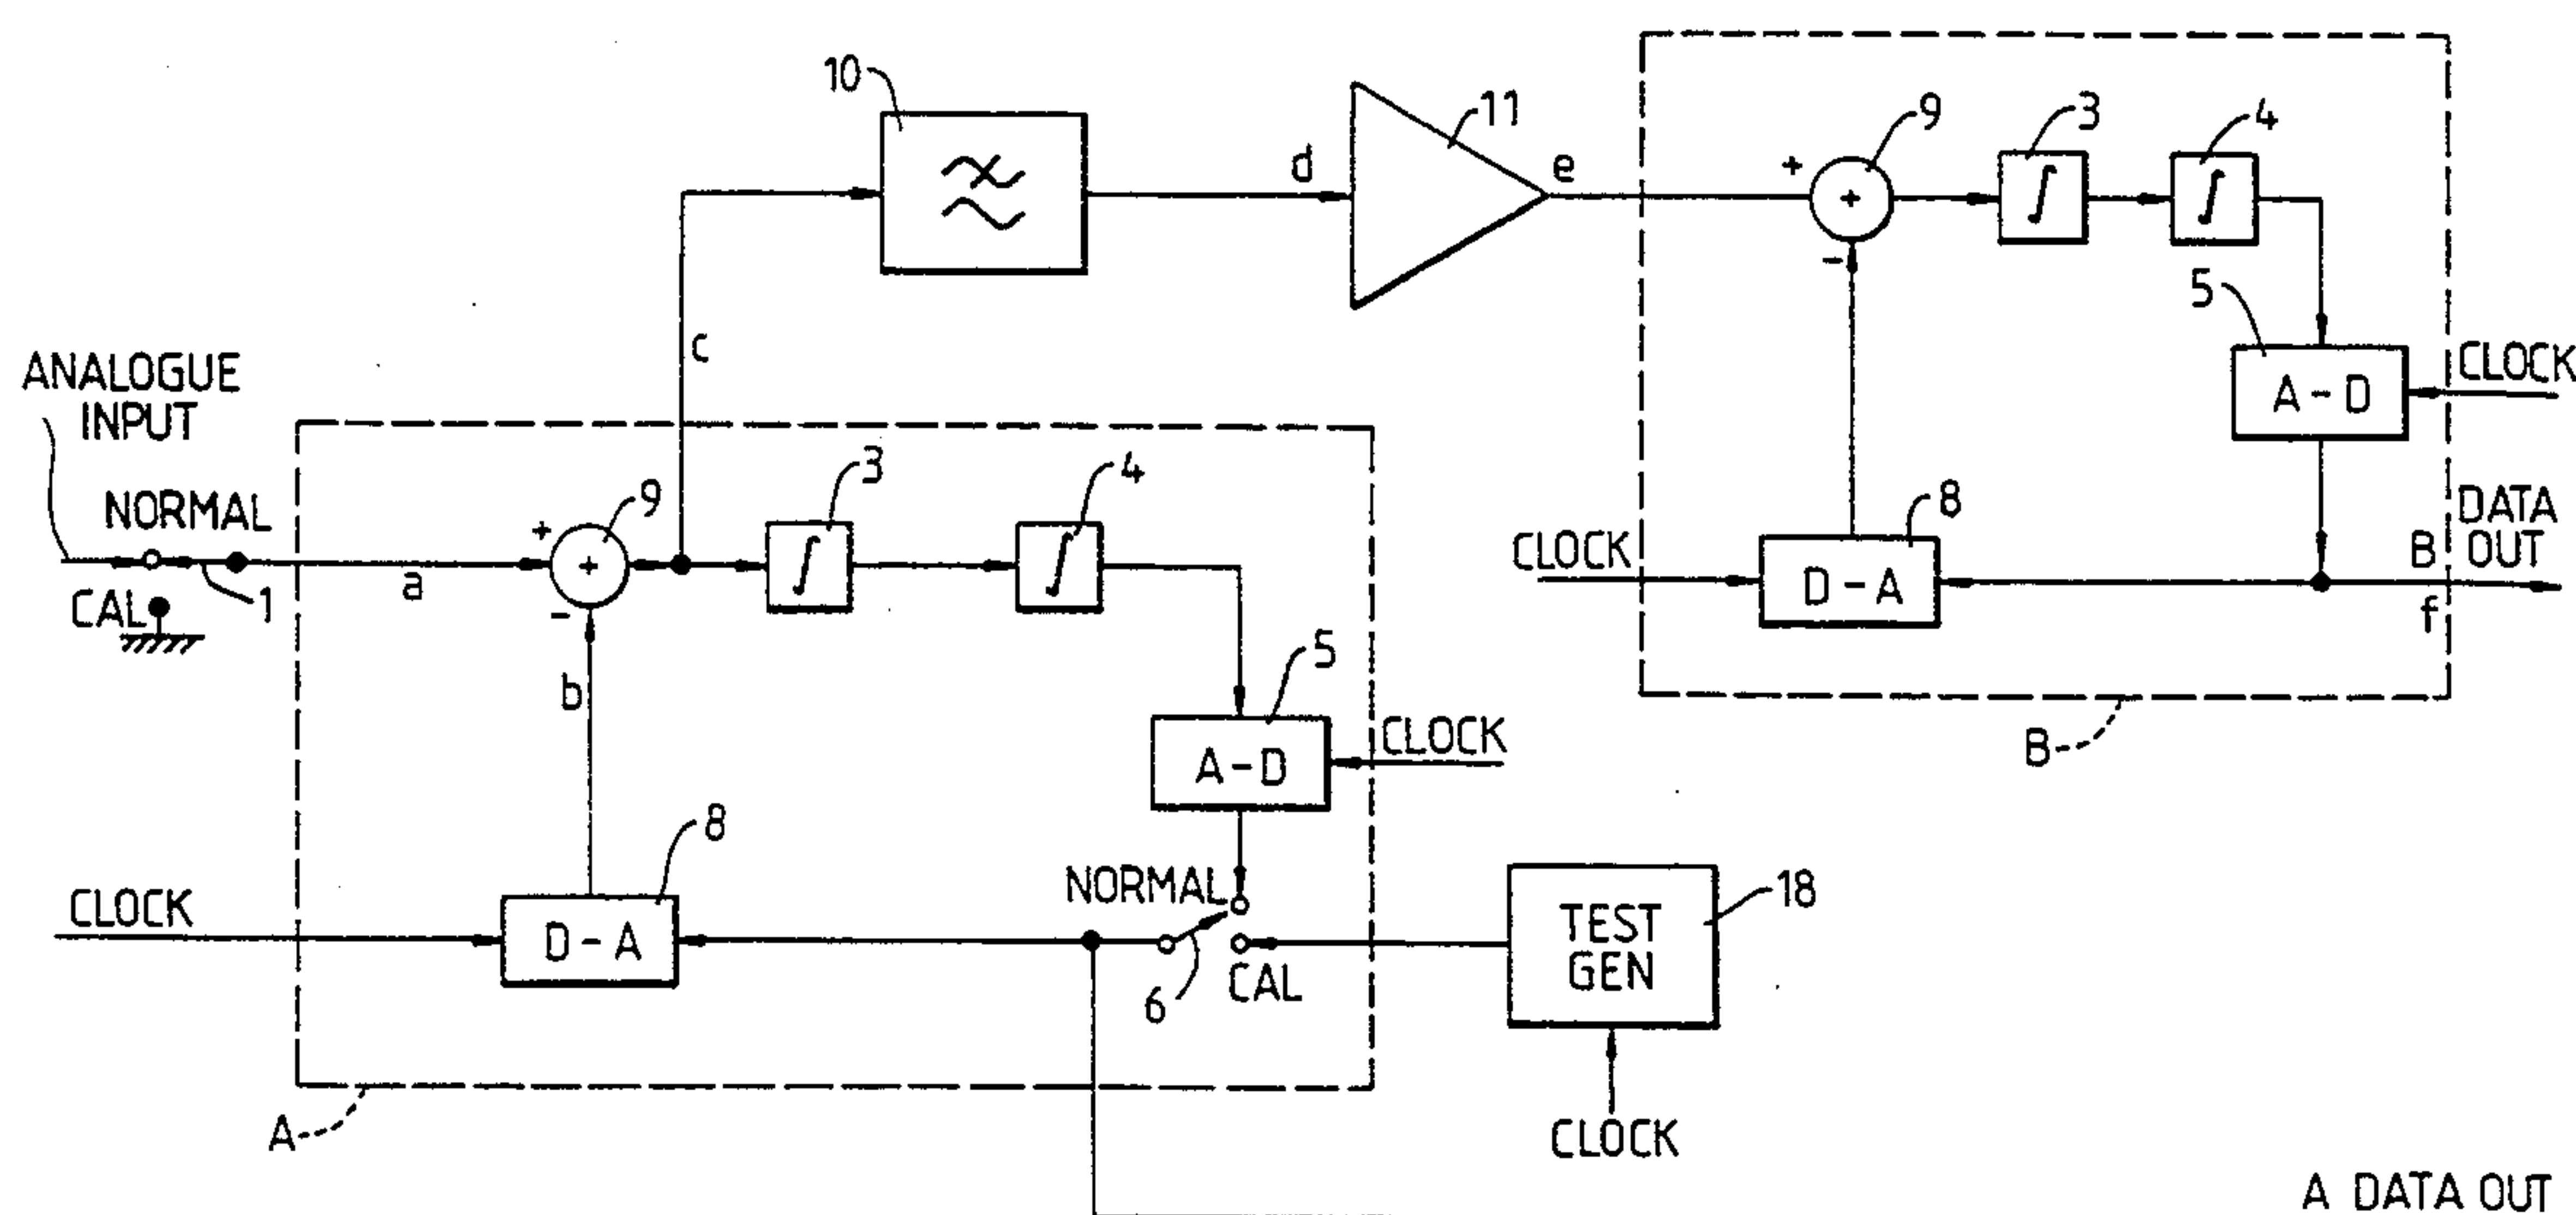 10
11
9
3
4
+
+
-
d
e
5
A-D
CLOCK
c
ANALOGUE
INPUT
NORMAL
CAL
1
a
+
9
+
-
3
4
CLOCK
8
D-A
B
f
DATA
OUT
B
b
5
A-D
CLOCK
8
CLOCK
D-A
NORMAL
6
CAL
TEST
GEN
18
CLOCK
A
A DATA OUT